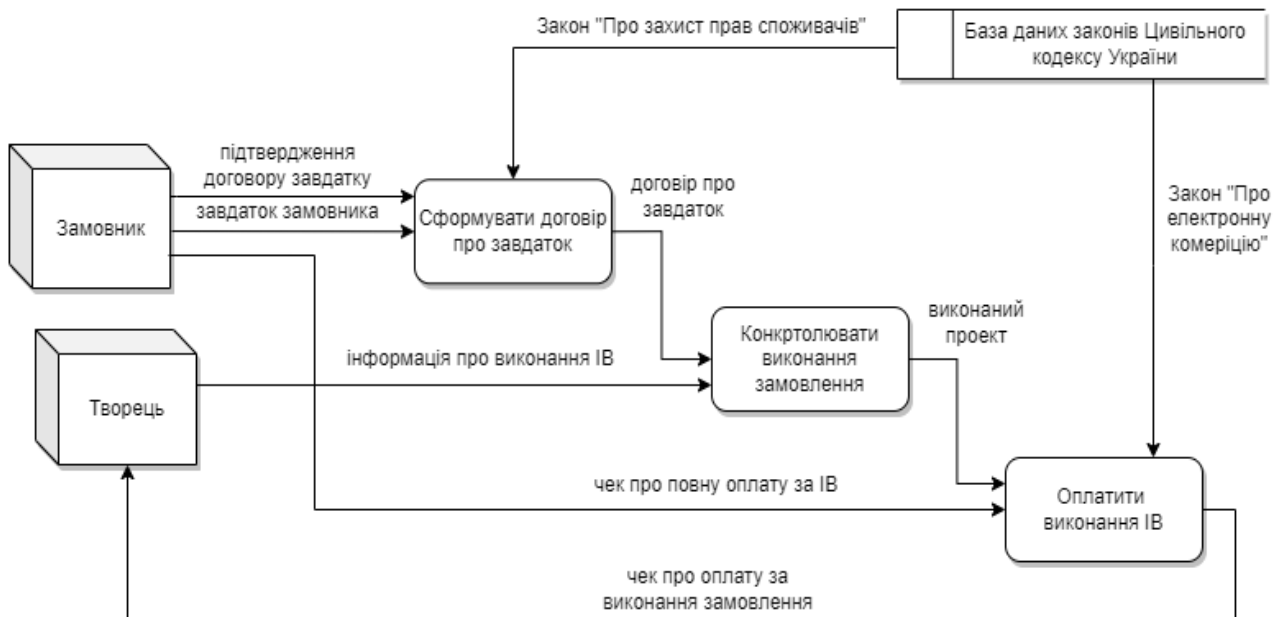 Закон "Про захист прав споживачів"
База даних законів Цивільного
кодексу України
підтвердження
договору завдатку
завдаток замовника
Замовник
Сформувати договір
про завдаток
договір про
завдаток
Закон "Про
електронну
комеріцію"
виконаний
проект
Конкртолювати
виконання
замовлення
інформація про виконання ІВ
Творець
чек про повну оплату за ІВ
Оплатити
виконання ІВ
чек про оплату за
виконання замовлення